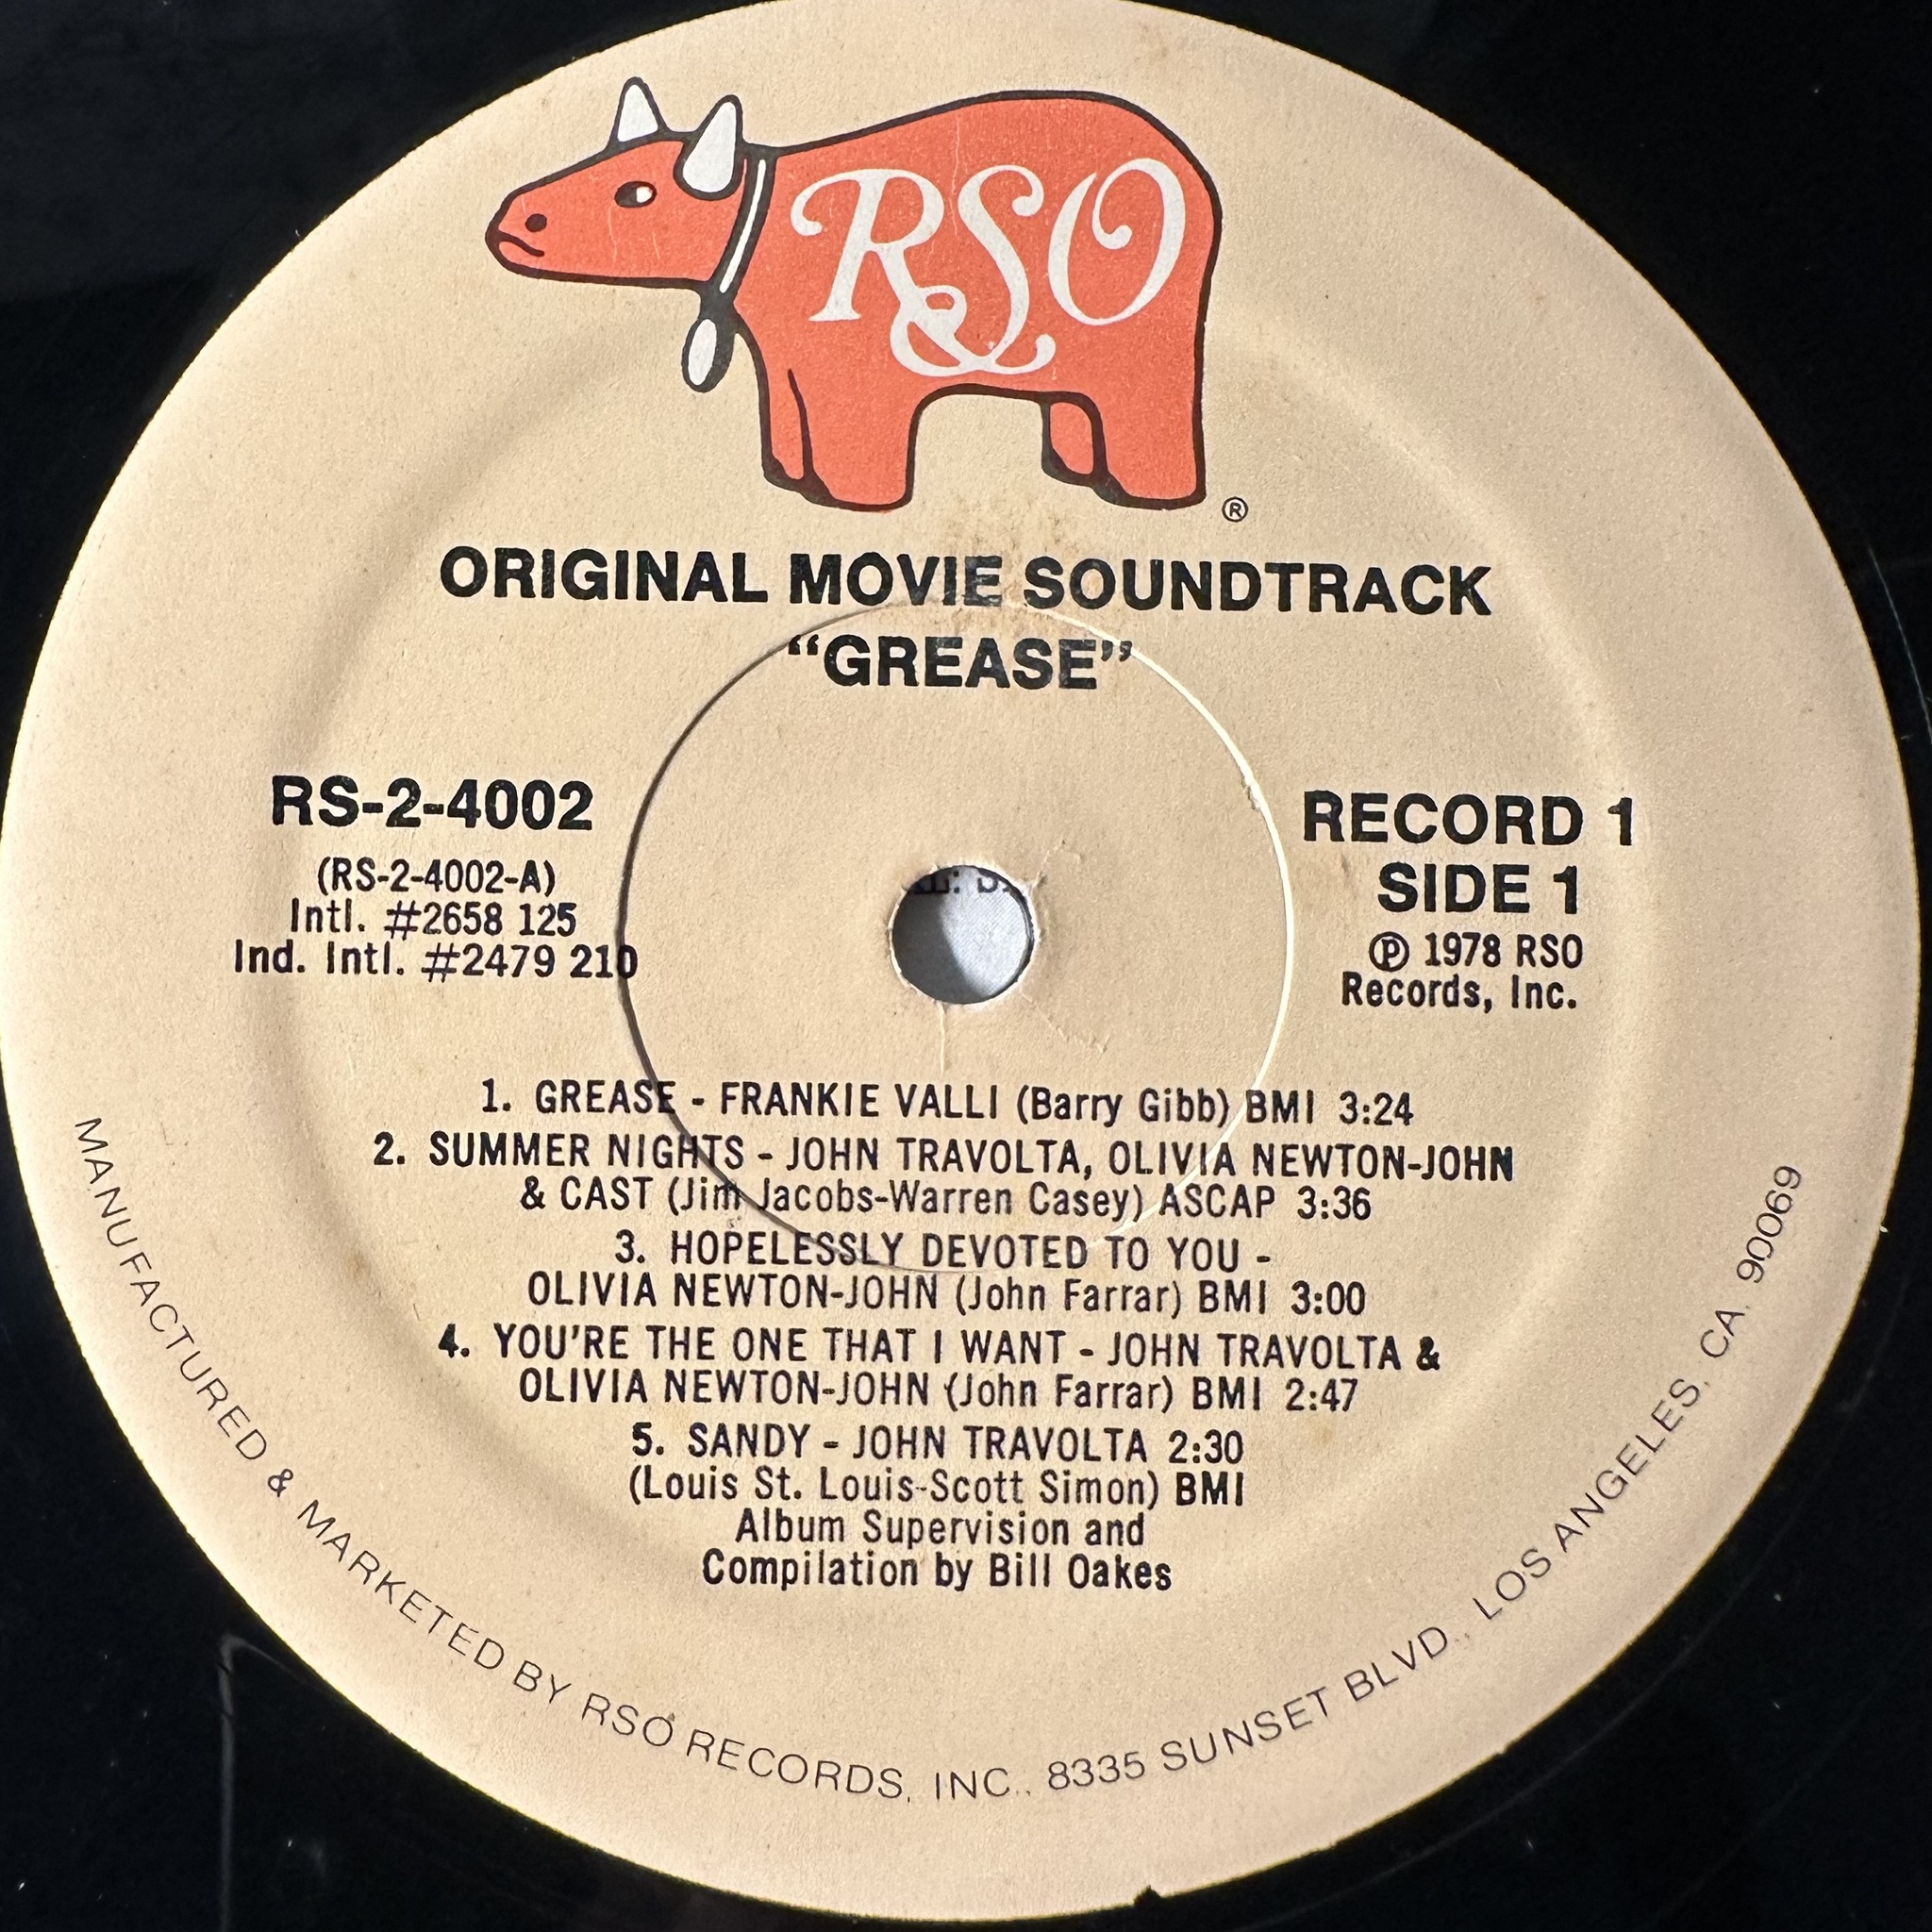 RSO
®
ORIGINAL MOVIE SOUNDTRACK
“GREASE”
RS-2-4002
(RS-2-4002-A)
Intl. #2658 125
Ind. Intl. #2479 210
RECORD 1
SIDE 1
℗ 1978 RSO
Records, Inc.
1. GREASE - FRANKIE VALLI (Barry Gibb) BMI 3:24
2. SUMMER NIGHTS - JOHN TRAVOLTA, OLIVIA NEWTON-JOHN
& CAST (Jim Jacobs-Warren Casey) ASCAP 3:36
3. HOPELESSLY DEVOTED TO YOU -
OLIVIA NEWTON-JOHN (John Farrar) BMI 3:00
4. YOU'RE THE ONE THAT I WANT - JOHN TRAVOLTA &
OLIVIA NEWTON-JOHN (John Farrar) BMI 2:47
5. SANDY - JOHN TRAVOLTA 2:30
(Louis St. Louis-Scott Simon) BMI
Album Supervision and
Compilation by Bill Oakes
MANUFACTURED & MARKETED BY RSO RECORDS, INC., 8335 SUNSET BLVD., LOS ANGELES, CA. 90069